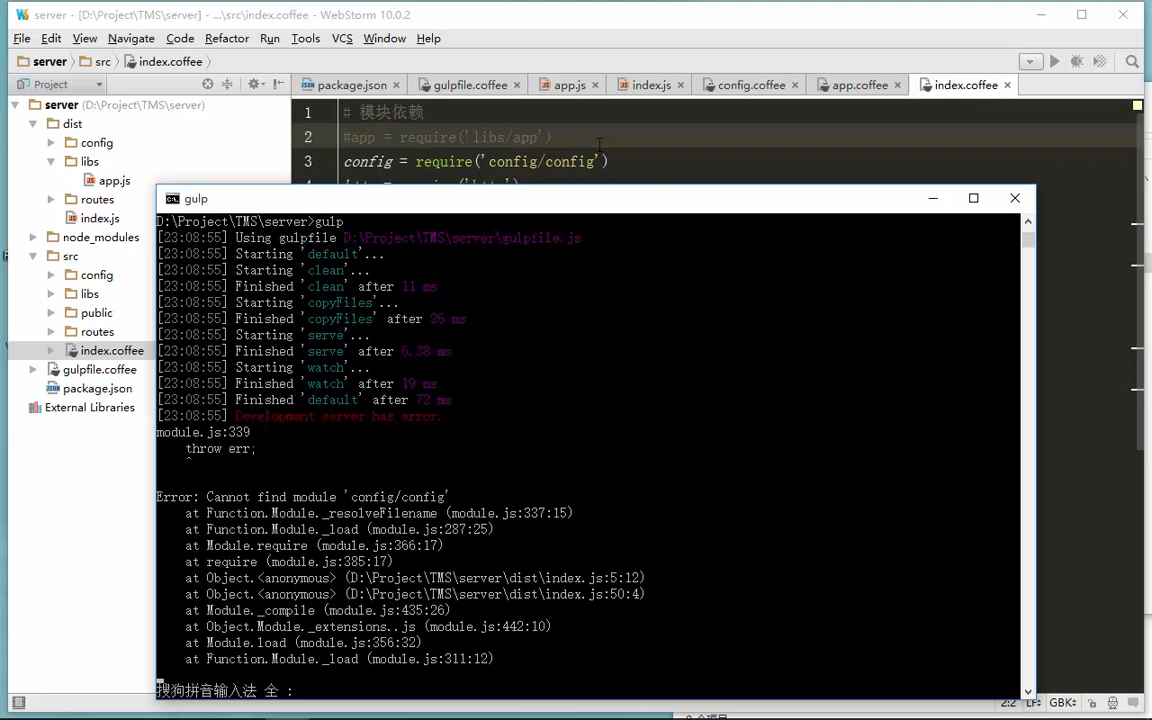 server - [D:\Project\TMS\server] - ...\src\index.coffee - WebStorm 10.0.2
File Edit View Navigate Code Refactor Run Tools VCS Window Help
server src index.coffee
Project
package.json gulpfile.coffee app.js index.js config.coffee app.coffee index.coffee
server (D:\Project\TMS\server)
dist
config
libs
app.js
routes
index.js
node_modules
src
config
libs
public
routes
index.coffee
gulpfile.coffee
package.json
External Libraries
1 # 模块依赖
2 #app = require('libs/app')
3 config = require('config/config')
gulp
D:\Project\TMS\server>gulp
[23:08:55] Using gulpfile D:\Project\TMS\server\gulpfile.js
[23:08:55] Starting 'default'...
[23:08:55] Starting 'clean'...
[23:08:55] Finished 'clean' after 11 ms
[23:08:55] Starting 'copyFiles'...
[23:08:55] Finished 'copyFiles' after 26 ms
[23:08:55] Starting 'serve'...
[23:08:55] Finished 'serve' after 6.38 ms
[23:08:55] Starting 'watch'...
[23:08:55] Finished 'watch' after 19 ms
[23:08:55] Finished 'default' after 72 ms
[23:08:55] Development server has error.
module.js:339
throw err;
^
Error: Cannot find module 'config/config'
at Function.Module._resolveFilename (module.js:337:15)
at Function.Module._load (module.js:287:25)
at Module.require (module.js:366:17)
at require (module.js:385:17)
at Object.<anonymous> (D:\Project\TMS\server\dist\index.js:5:12)
at Object.<anonymous> (D:\Project\TMS\server\dist\index.js:50:4)
at Module._compile (module.js:435:26)
at Object.Module._extensions..js (module.js:442:10)
at Module.load (module.js:356:32)
at Function.Module._load (module.js:311:12)
搜狗拼音输入法 全 :
2:2 LF GBK